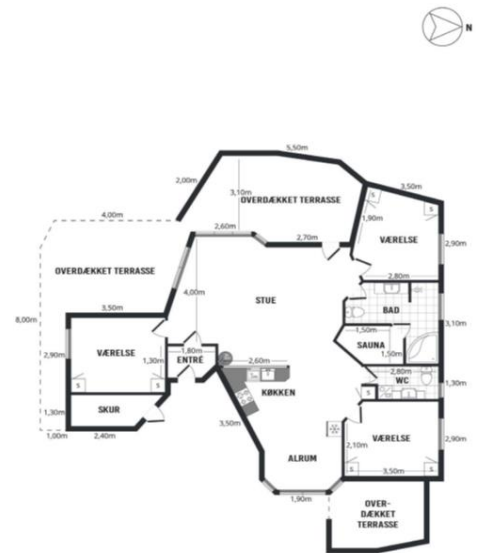 N
5,50m
2,00m
3,10m
OVERDÆKKET TERRASSE
3,50m
1,90m
4,00m
2,60m
2,70m
VÆRELSE
2,90m
S
S
OVERDÆKKET TERRASSE
2,80m
4,00m
STUE
BAD
3,50m
8,00m
3,10m
1,50m
SAUNA
1,50m
1,80m
ENTRÉ
2,90m
VÆRELSE
1,30m
2,60m
2,80m
WC
1,30m
S
S
KØKKEN
S
SKUR
1,30m
3,50m
2,10m
VÆRELSE
2,90m
1,00m
2,40m
ALRUM
S
S
3,50m
1,90m
OVER-
DÆKKET
TERRASSE